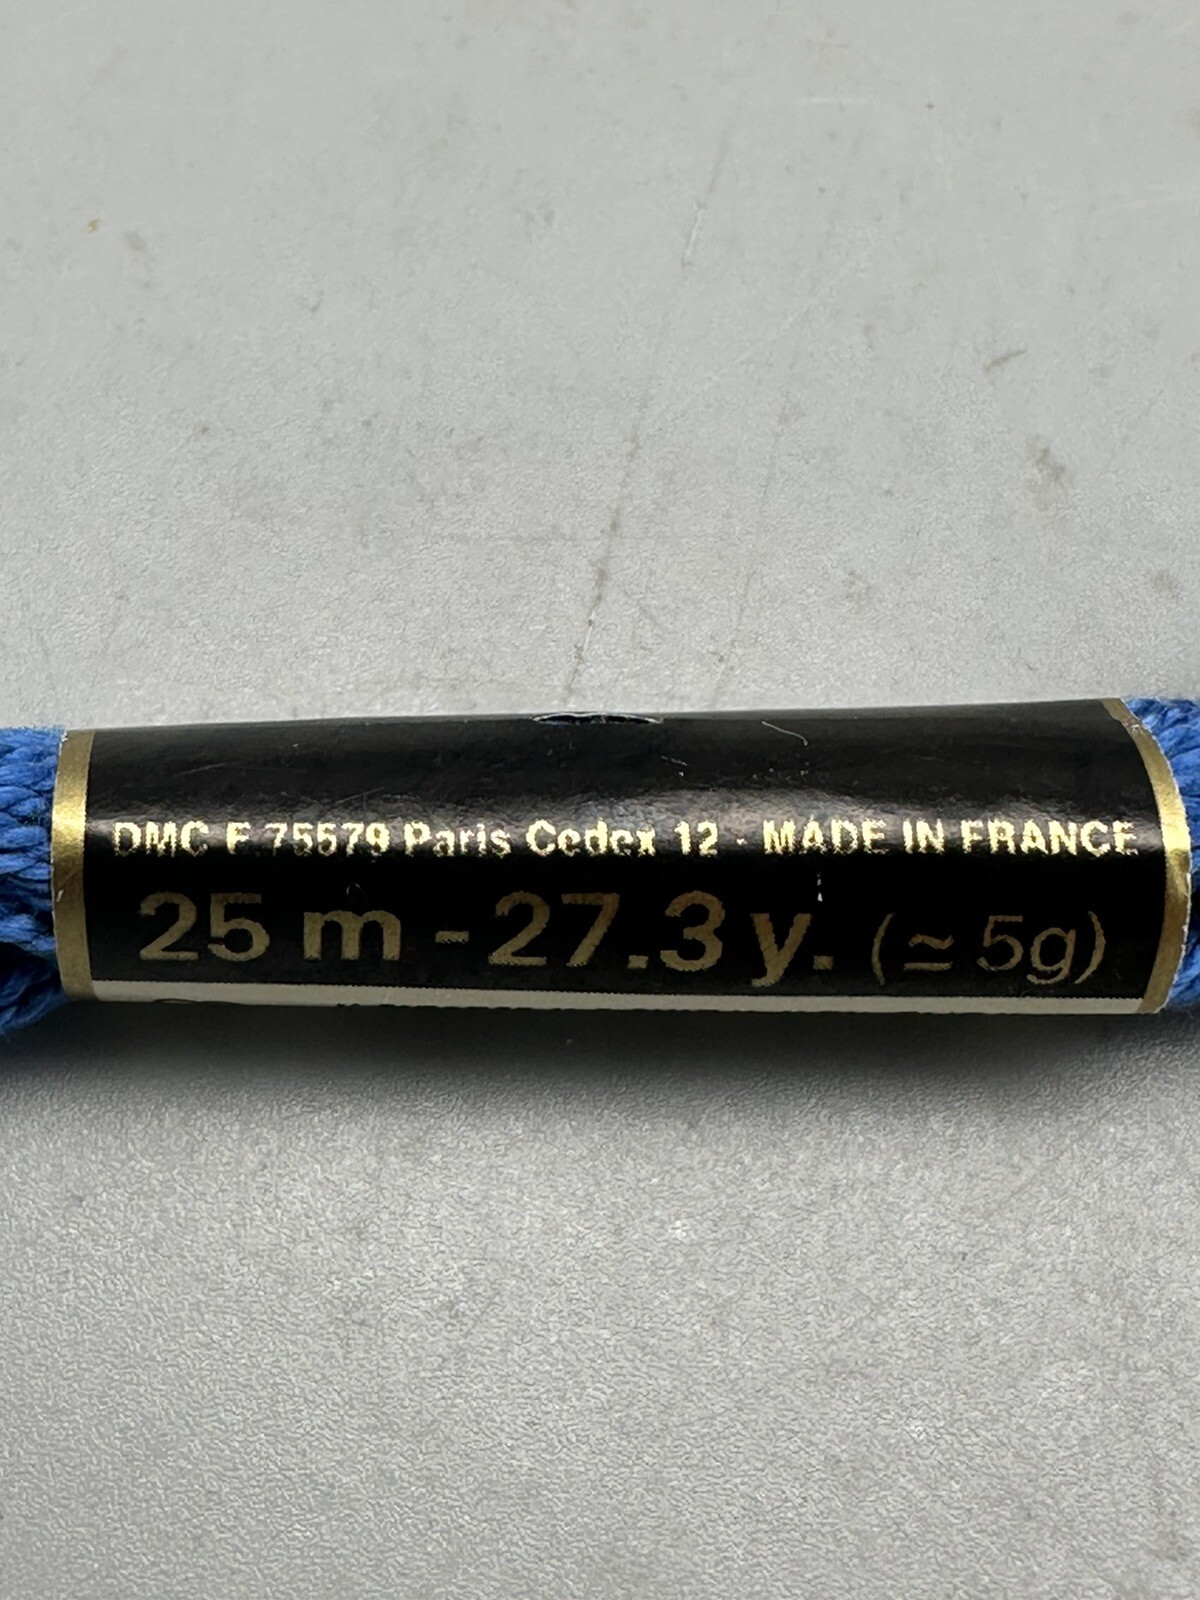 DMC F 75579 Paris Cedex 12 - MADE IN FRANCE
25 m - 27.3 y. (≃ 5g)